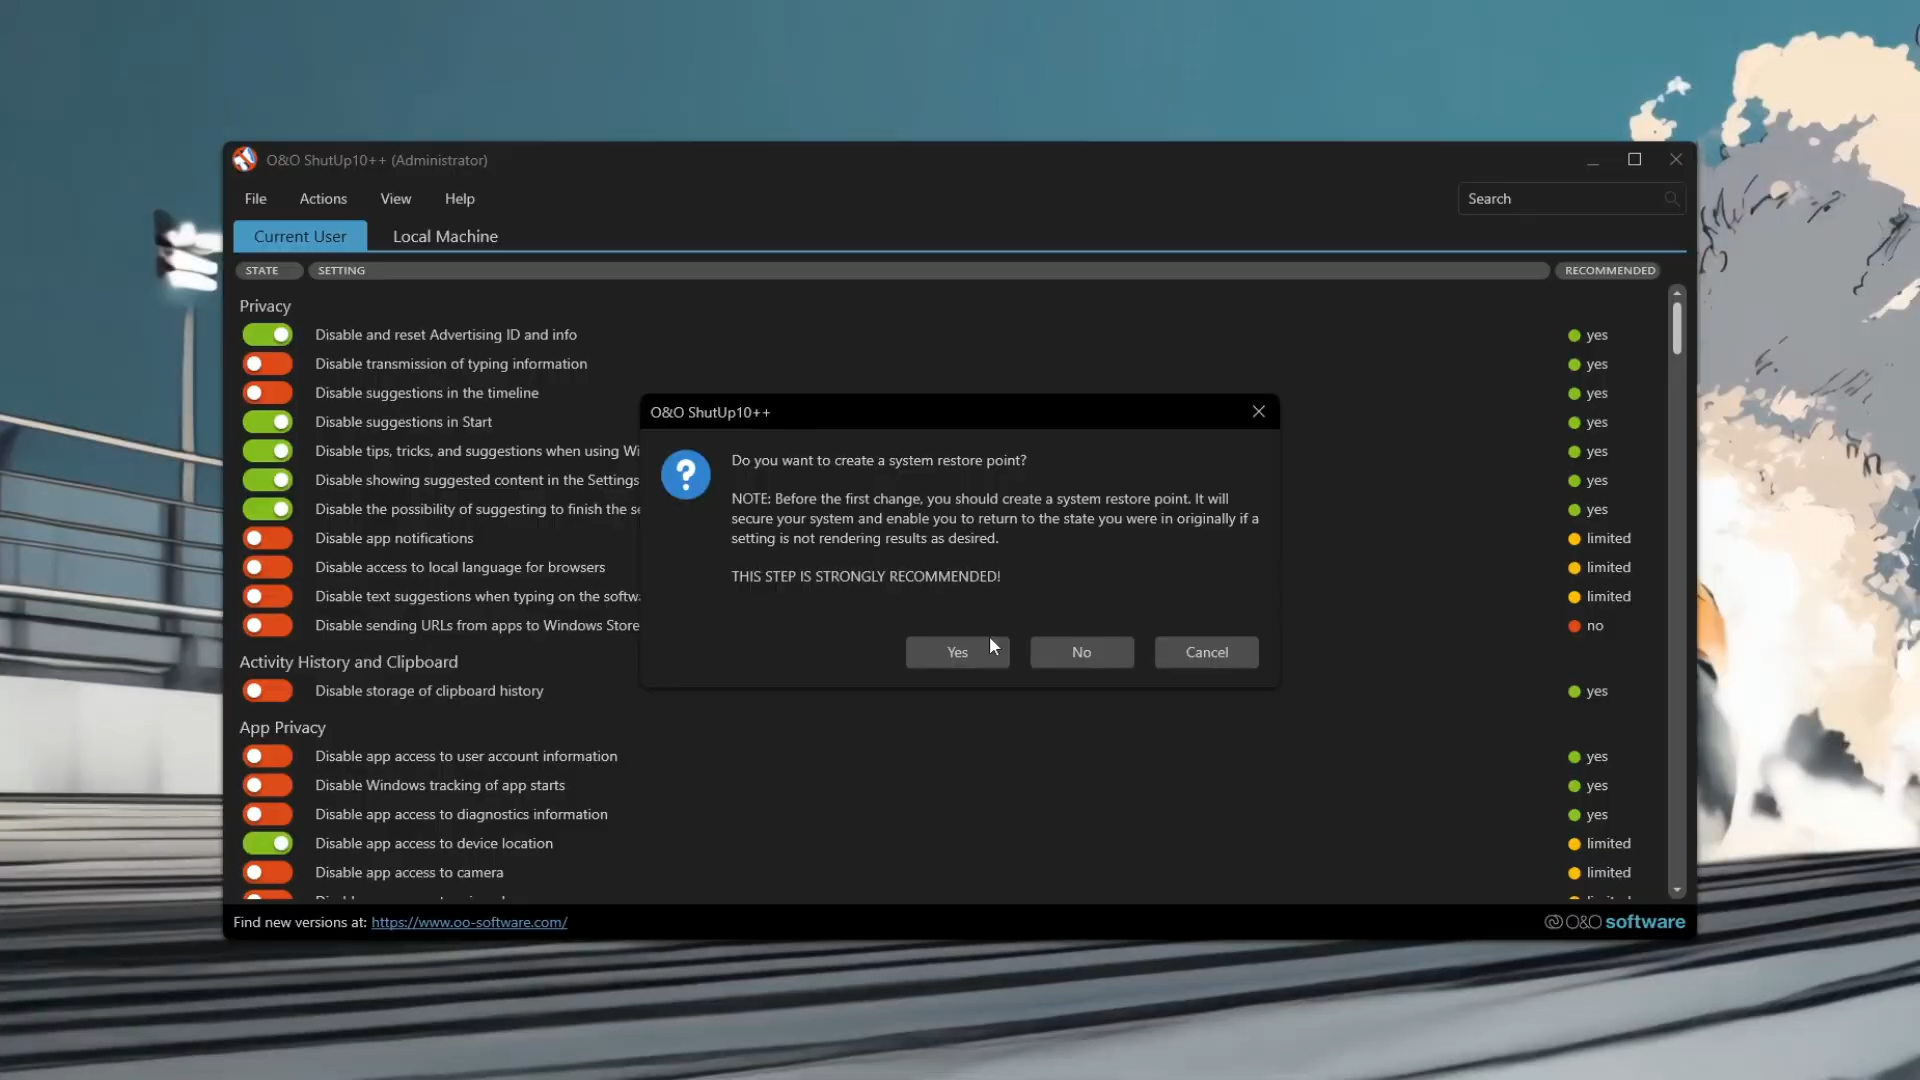 O&O ShutUp10++ (Administrator)
File Actions View Help Search
Current User Local Machine
STATE SETTING RECOMMENDED
Privacy
Disable and reset Advertising ID and info yes
Disable transmission of typing information yes
Disable suggestions in the timeline yes
Disable suggestions in Start yes
Disable tips, tricks, and suggestions when using yes
Disable showing suggested content in the Settings yes
Disable the possibility of suggesting to finish the yes
Disable app notifications limited
Disable access to local language for browsers limited
Disable text suggestions when typing on the limited
Disable sending URLs from apps to Windows Store no
Activity History and Clipboard
Disable storage of clipboard history yes
App Privacy
Disable app access to user account information yes
Disable Windows tracking of app starts yes
Disable app access to diagnostics information yes
Disable app access to device location limited
Disable app access to camera limited
Find new versions at: https://www.oo-software.com/ O&O software
O&O ShutUp10++
Do you want to create a system restore point?
NOTE: Before the first change, you should create a system restore point. It will
secure your system and enable you to return to the state you were in originally if a
setting is not rendering results as desired.
THIS STEP IS STRONGLY RECOMMENDED!
Yes No Cancel